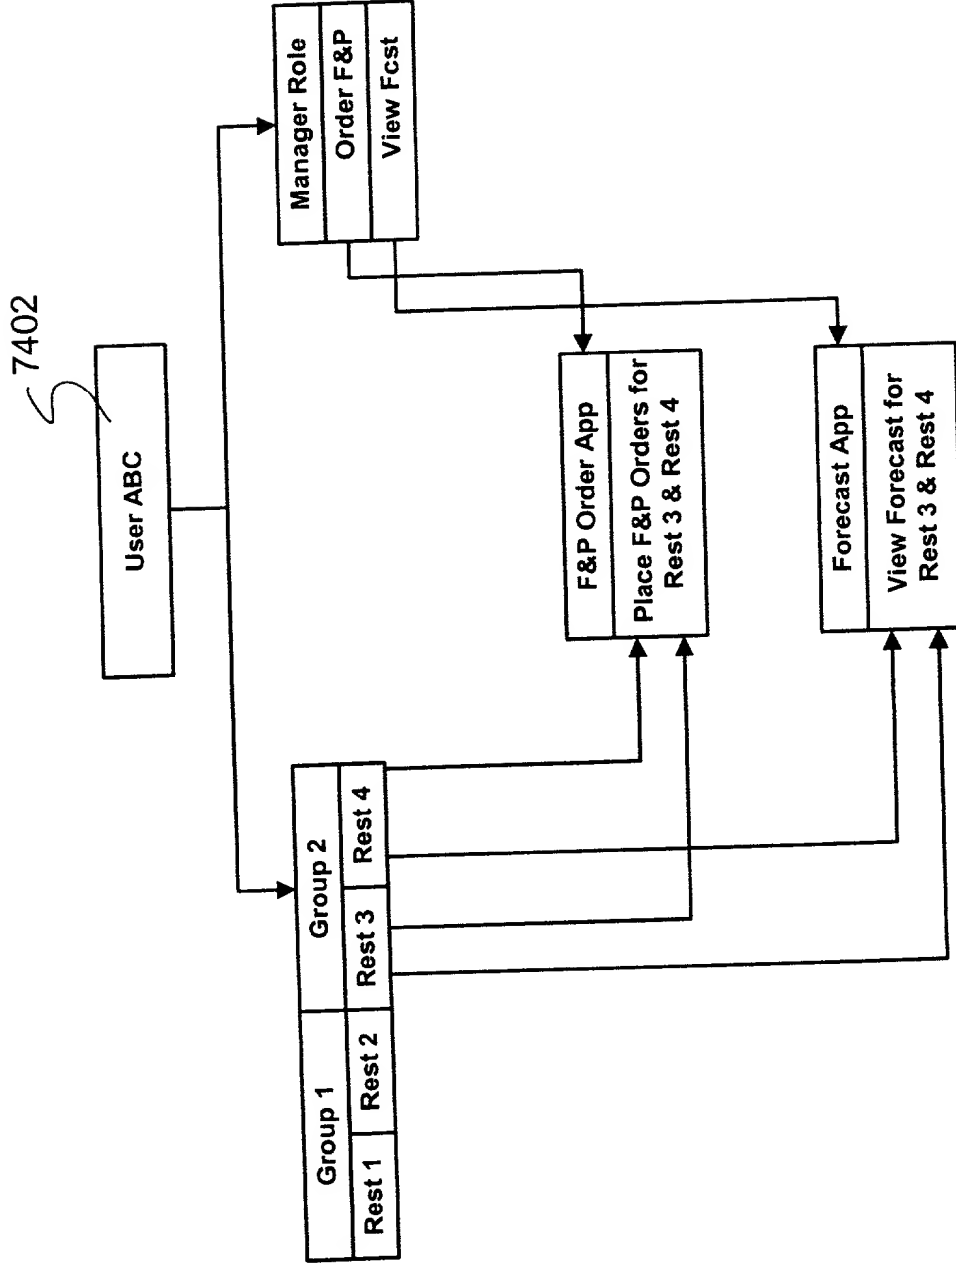 7402
User ABC
Group 1
Group 2
Rest 1
Rest 2
Rest 3
Rest 4
Manager Role
Order F&P
View Fcst
F&P Order App
Place F&P Orders for
Rest 3 & Rest 4
Forecast App
View Forecast for
Rest 3 & Rest 4